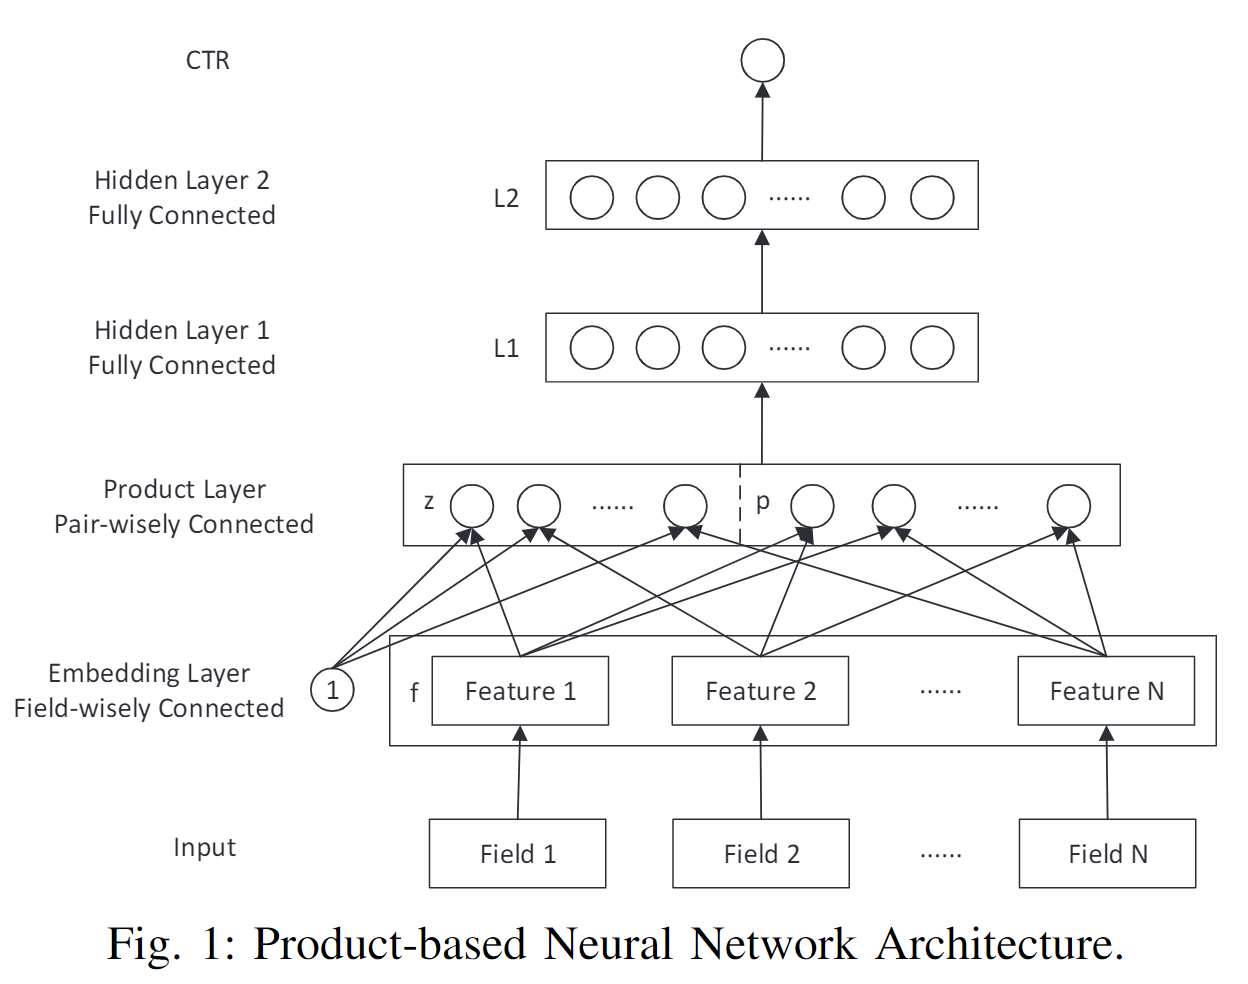 CTR
Hidden Layer 2
Fully Connected
L2
......
Hidden Layer 1
Fully Connected
L1
......
Product Layer
Pair-wisely Connected
z
......
p
......
Embedding Layer
Field-wisely Connected
1
f
Feature 1
Feature 2
......
Feature N
Input
Field 1
Field 2
......
Field N
Fig. 1: Product-based Neural Network Architecture.